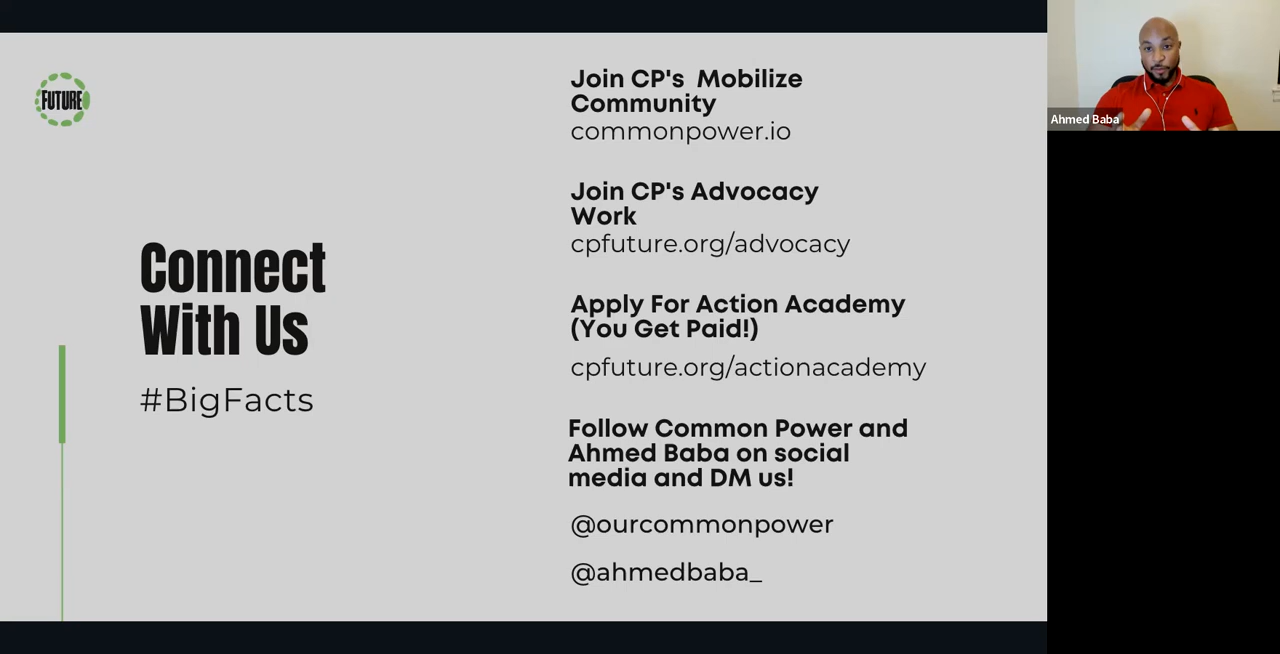 FUTURE
Connect
With Us
#BigFacts
Join CP's Mobilize
Community
commonpower.io
Join CP's Advocacy
Work
cpfuture.org/advocacy
Apply For Action Academy
(You Get Paid!)
cpfuture.org/actionacademy
Follow Common Power and
Ahmed Baba on social
media and DM us!
@ourcommonpower
@ahmedbaba_
Ahmed Baba